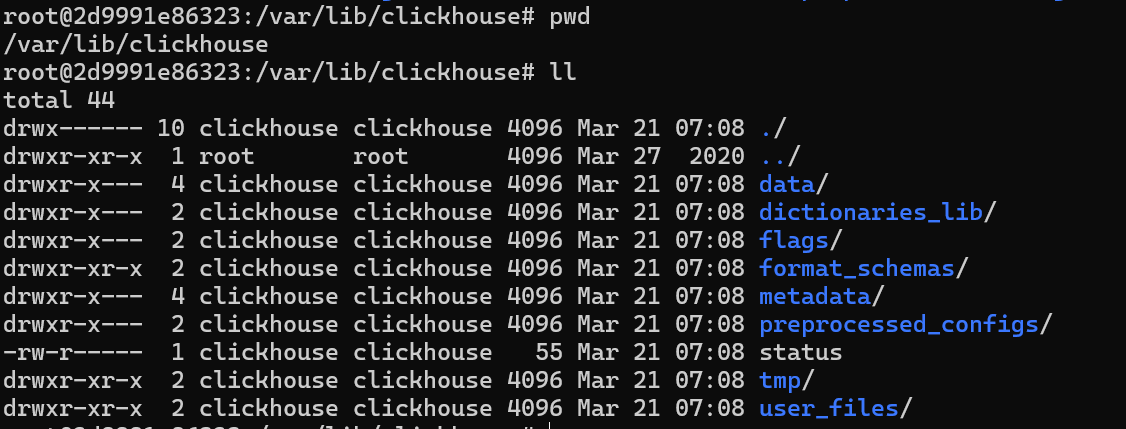 root@2d9991e86323:/var/lib/clickhouse# pwd
/var/lib/clickhouse
root@2d9991e86323:/var/lib/clickhouse# ll
total 44
drwx------ 10 clickhouse clickhouse 4096 Mar 21 07:08 ./
drwxr-xr-x  1 root       root       4096 Mar 27  2020 ../
drwxr-x---  4 clickhouse clickhouse 4096 Mar 21 07:08 data/
drwxr-x---  2 clickhouse clickhouse 4096 Mar 21 07:08 dictionaries_lib/
drwxr-x---  2 clickhouse clickhouse 4096 Mar 21 07:08 flags/
drwxr-xr-x  2 clickhouse clickhouse 4096 Mar 21 07:08 format_schemas/
drwxr-x---  4 clickhouse clickhouse 4096 Mar 21 07:08 metadata/
drwxr-x---  2 clickhouse clickhouse 4096 Mar 21 07:08 preprocessed_configs/
-rw-r-----  1 clickhouse clickhouse   55 Mar 21 07:08 status
drwxr-xr-x  2 clickhouse clickhouse 4096 Mar 21 07:08 tmp/
drwxr-xr-x  2 clickhouse clickhouse 4096 Mar 21 07:08 user_files/